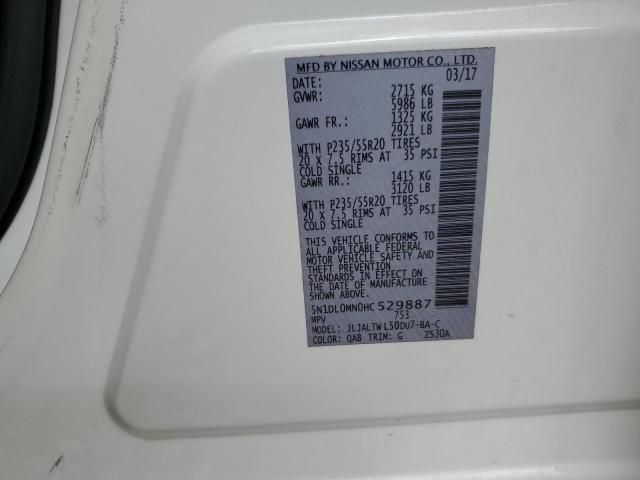 MFD BY NISSAN MOTOR CO., LTD.
DATE: 03/17
GVWR: 2715 KG
5986 LB
GAWR FR.: 1325 KG
2921 LB
WITH P235/55R20 TIRES
20 X 7.5 RIMS AT 35 PSI
COLD SINGLE
GAWR RR.: 1415 KG
3120 LB
WITH P235/55R20 TIRES
20 X 7.5 RIMS AT 35 PSI
COLD SINGLE
THIS VEHICLE CONFORMS TO
ALL APPLICABLE FEDERAL
MOTOR VEHICLE SAFETY AND
THEFT PREVENTION
STANDARDS IN EFFECT ON
THE DATE OF MANUFACTURE
SHOWN ABOVE.
5N1DL0MN0HC529887
MPV 753
MODEL: JLJALTWL50DU7-BA-C
COLOR: QAB TRIM: G ZS30A